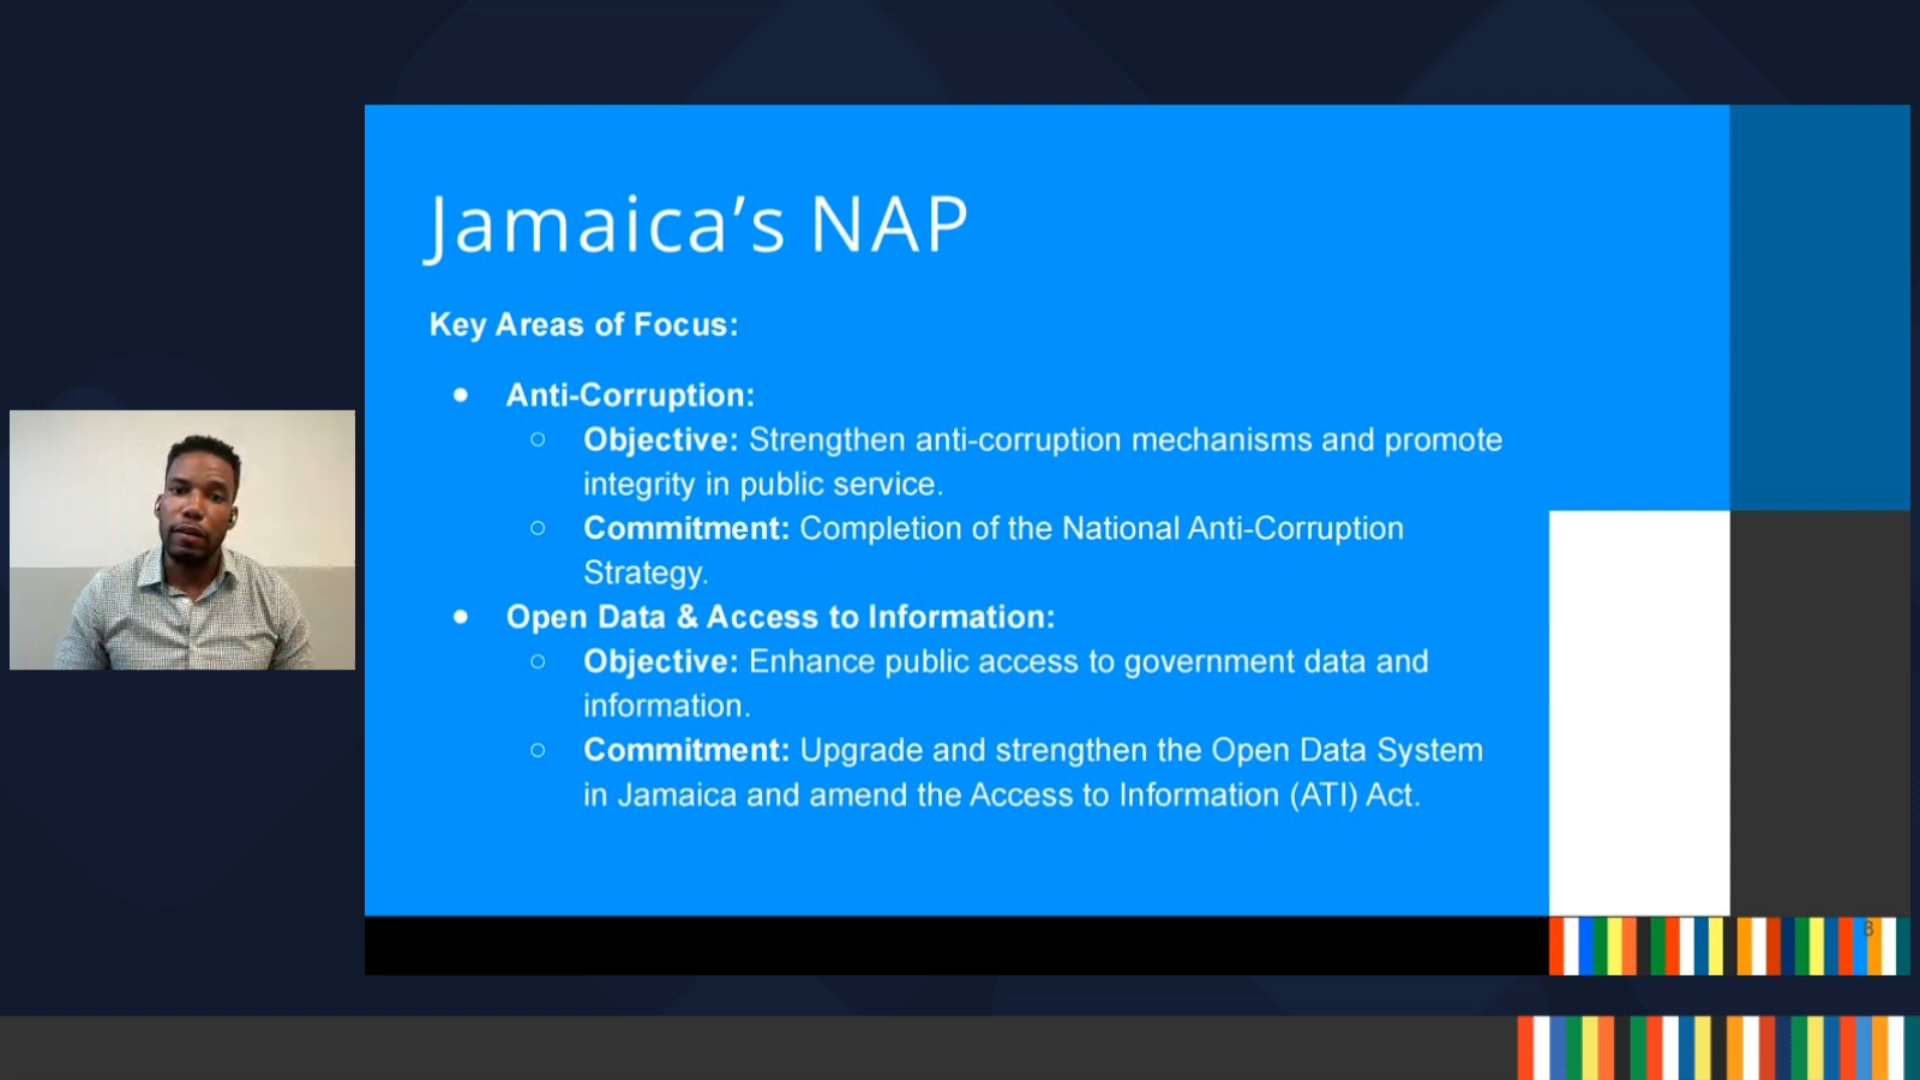 Jamaica’s NAP
Key Areas of Focus:
● Anti-Corruption:
○ Objective: Strengthen anti-corruption mechanisms and promote
integrity in public service.
○ Commitment: Completion of the National Anti-Corruption
Strategy.
● Open Data & Access to Information:
○ Objective: Enhance public access to government data and
information.
○ Commitment: Upgrade and strengthen the Open Data System
in Jamaica and amend the Access to Information (ATI) Act.
8